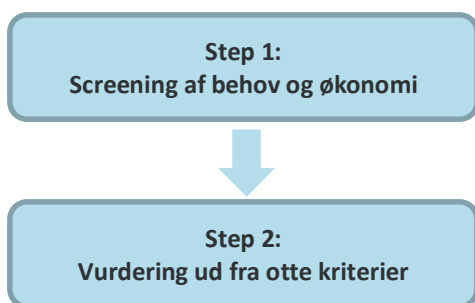 Step 1:
Screening af behov og økonomi
Step 2:
Vurdering ud fra otte kriterier